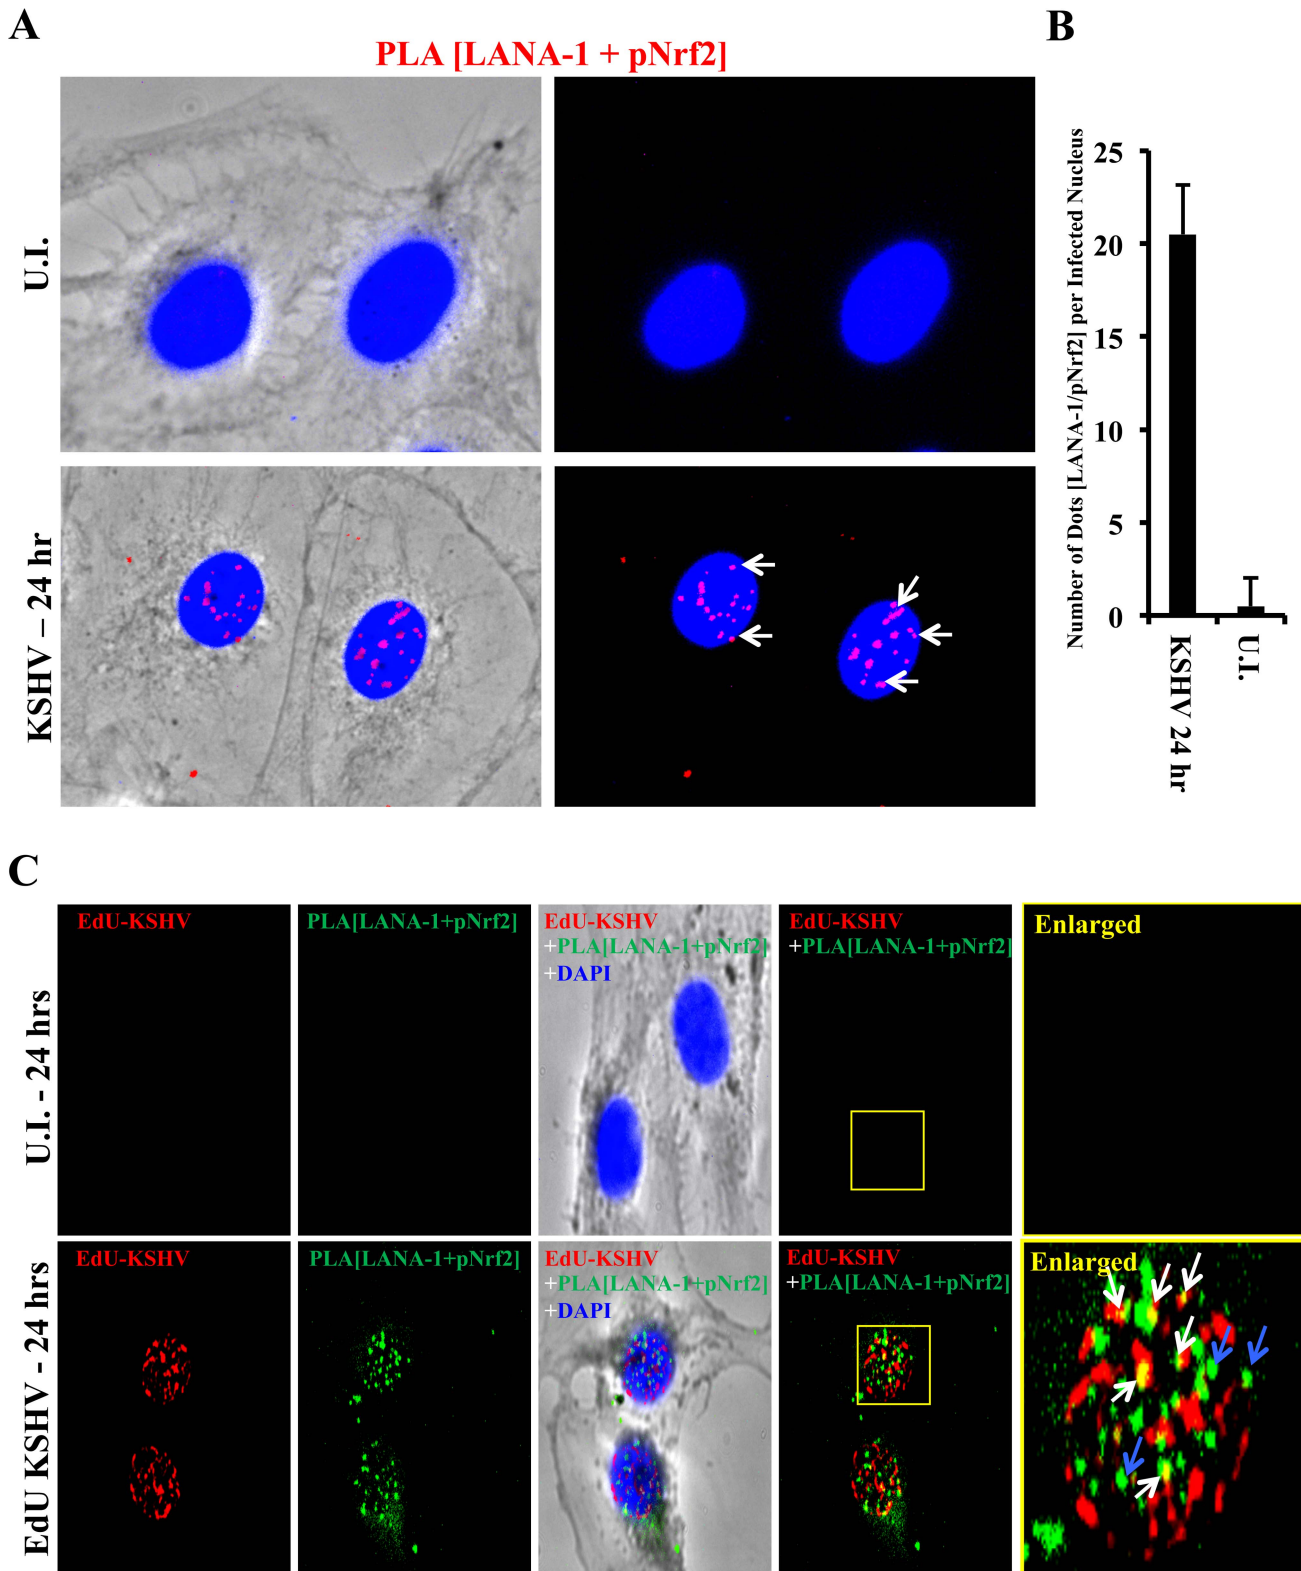 A
PLA [LANA-1 + pNrf2]
U.I.
KSHV – 24 hr
B
Number of Dots [LANA-1/pNrf2] per Infected Nucleus
25
20
15
10
5
0
KSHV 24 hr
U.I.
C
U.I. - 24 hrs
EdU-KSHV
PLA[LANA-1+pNrf2]
EdU-KSHV
+PLA[LANA-1+pNrf2]
+DAPI
EdU-KSHV
+PLA[LANA-1+pNrf2]
Enlarged
EdU KSHV - 24 hrs
EdU-KSHV
PLA[LANA-1+pNrf2]
EdU-KSHV
+PLA[LANA-1+pNrf2]
+DAPI
EdU-KSHV
+PLA[LANA-1+pNrf2]
Enlarged